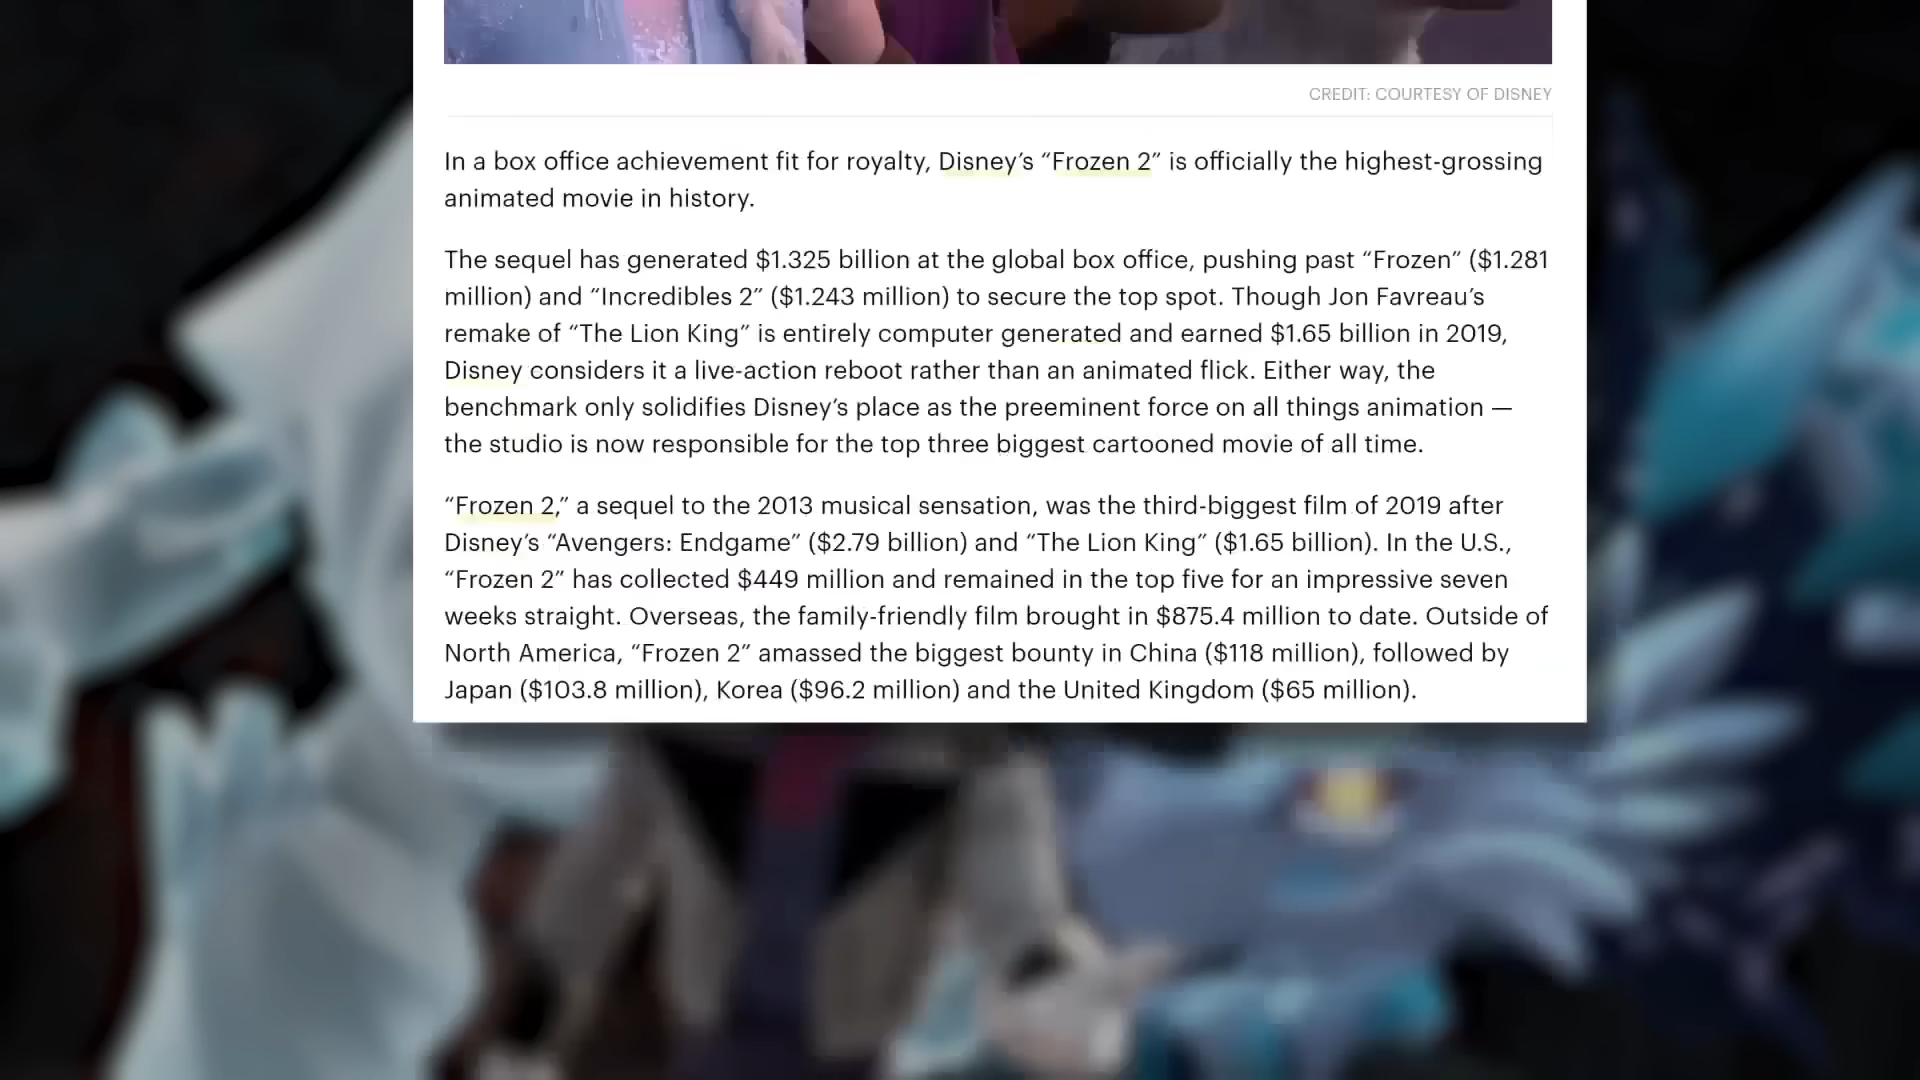 CREDIT: COURTESY OF DISNEY
In a box office achievement fit for royalty, Disney’s “Frozen 2” is officially the highest-grossing
animated movie in history.
The sequel has generated $1.325 billion at the global box office, pushing past “Frozen” ($1.281
million) and “Incredibles 2” ($1.243 million) to secure the top spot. Though Jon Favreau’s
remake of “The Lion King” is entirely computer generated and earned $1.65 billion in 2019,
Disney considers it a live-action reboot rather than an animated flick. Either way, the
benchmark only solidifies Disney’s place as the preeminent force on all things animation —
the studio is now responsible for the top three biggest cartooned movie of all time.
“Frozen 2,” a sequel to the 2013 musical sensation, was the third-biggest film of 2019 after
Disney’s “Avengers: Endgame” ($2.79 billion) and “The Lion King” ($1.65 billion). In the U.S.,
“Frozen 2” has collected $449 million and remained in the top five for an impressive seven
weeks straight. Overseas, the family-friendly film brought in $875.4 million to date. Outside of
North America, “Frozen 2” amassed the biggest bounty in China ($118 million), followed by
Japan ($103.8 million), Korea ($96.2 million) and the United Kingdom ($65 million).